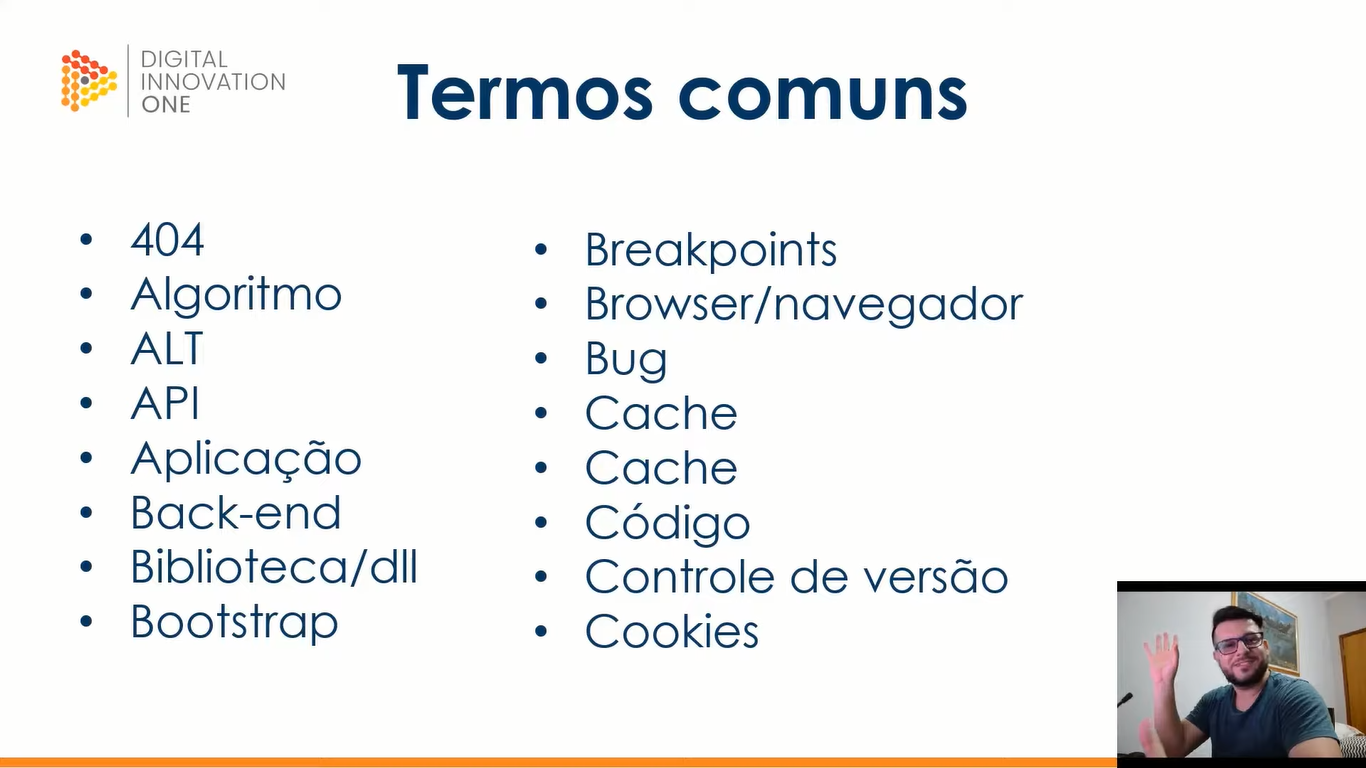 DIGITAL
INNOVATION
ONE
Termos comuns
• 404
• Algoritmo
• ALT
• API
• Aplicação
• Back-end
• Biblioteca/dll
• Bootstrap
• Breakpoints
• Browser/navegador
• Bug
• Cache
• Cache
• Código
• Controle de versão
• Cookies